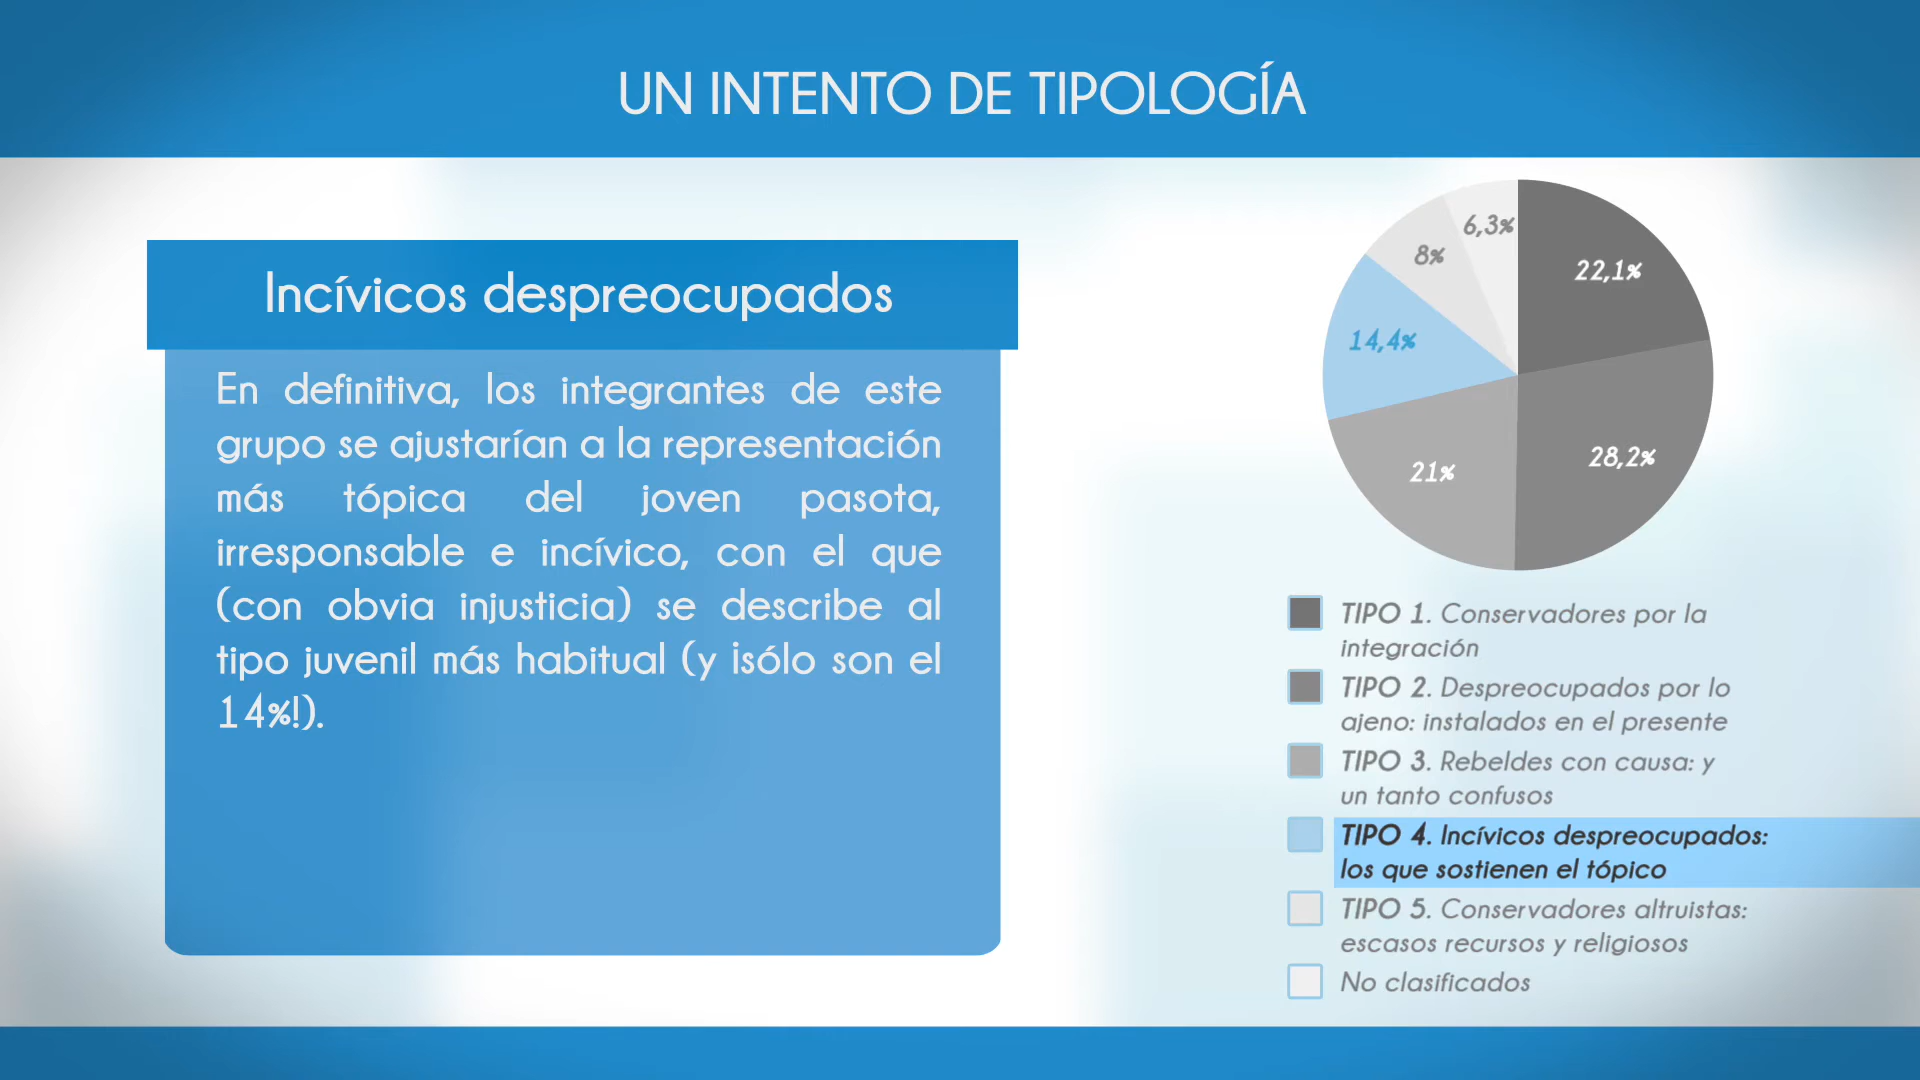 UN INTENTO DE TIPOLOGÍA
Incívicos despreocupados
En definitiva, los integrantes de este
grupo se ajustarían a la representación
más tópica del joven pasota,
irresponsable e incívico, con el que
(con obvia injusticia) se describe al
tipo juvenil más habitual (y ¡sólo son el
14%!).
6,3%
8%
22,1%
14,4%
28,2%
21%
TIPO 1. Conservadores por la
integración
TIPO 2. Despreocupados por lo
ajeno: instalados en el presente
TIPO 3. Rebeldes con causa: y
un tanto confusos
TIPO 4. Incívicos despreocupados:
los que sostienen el tópico
TIPO 5. Conservadores altruistas:
escasos recursos y religiosos
No clasificados